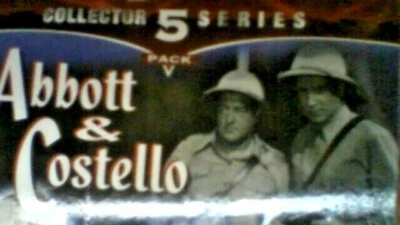 COLLECTOR 5 SERIES
PACK
V
Abbott
&
Costello